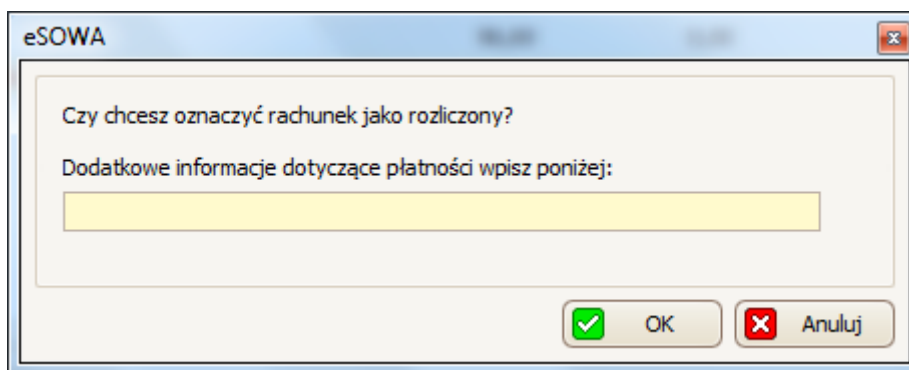 eSOWA
Czy chcesz oznaczyć rachunek jako rozliczony?
Dodatkowe informacje dotyczące płatności wpisz poniżej:
OK
Anuluj